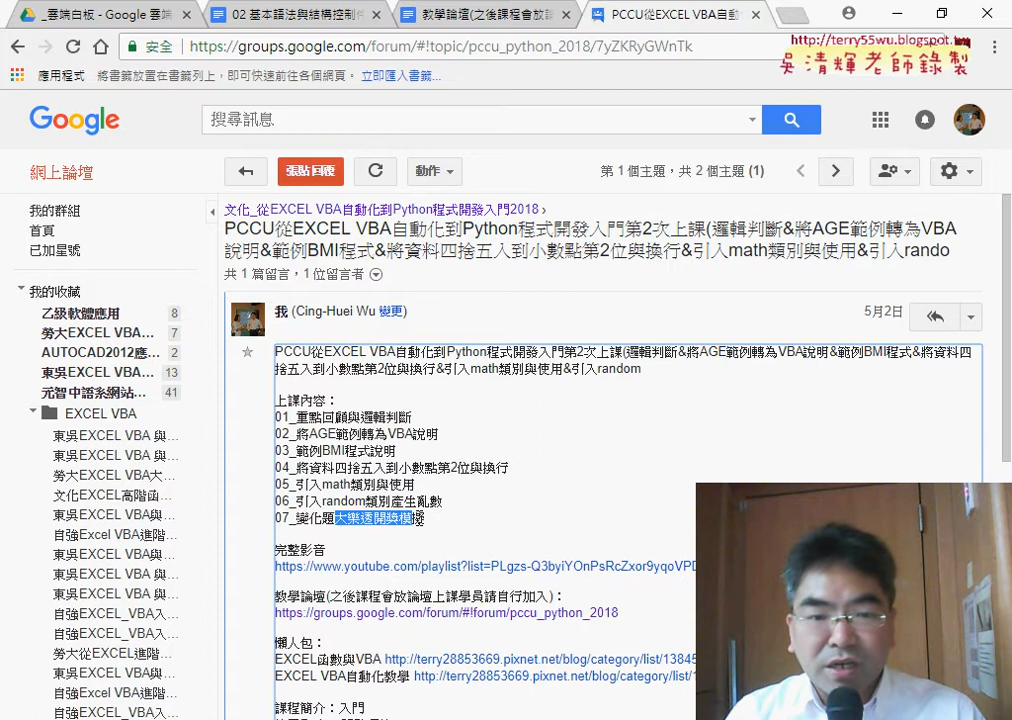 _雲端白板 - Google 雲端
02 基本語法與結構控制
教學論壇(之後課程會放
PCCU從EXCEL VBA自動
安全
https://groups.google.com/forum/#!topic/pccu_python_2018/7yZKRyGWnTk
http://terry55wu.blogspot.tw
吳清輝老師錄製
應用程式
將書籤放置在書籤列上，即可快速前往各個網頁。
立即匯入書籤...
Google
搜尋訊息
網上論壇
張貼回覆
動作
第 1 個主題，共 2 個主題 (1)
我的群組
首頁
已加星號
我的收藏
乙級軟體應用 8
勞大EXCEL VBA... 7
AUTOCAD2012應... 2
東吳EXCEL VBA... 13
元智中語系網站... 41
EXCEL VBA
東吳EXCEL VBA 與...
東吳EXCEL VBA 與...
勞大EXCEL VBA大...
文化EXCEL高階函...
東吳EXCEL VBA 與...
自強Excel VBA進階...
東吳EXCEL VBA與...
東吳EXCEL VBA 與...
東吳EXCEL VBA 與...
自強EXCEL_VBA入...
自強EXCEL_VBA入...
勞大從EXCEL進階...
東吳EXCEL VBA與...
自強Excel VBA進階...
自強EXCEL VBA入...
文化_從EXCEL VBA自動化到Python程式開發入門2018 ›
PCCU從EXCEL VBA自動化到Python程式開發入門第2次上課(邏輯判斷&將AGE範例轉為VBA
說明&範例BMI程式&將資料四捨五入到小數點第2位與換行&引入math類別與使用&引入rando
共 1 篇留言，1 位留言者
我 (Cing-Huei Wu 變更)
5月2日
PCCU從EXCEL VBA自動化到Python程式開發入門第2次上課(邏輯判斷&將AGE範例轉為VBA說明&範例BMI程式&將資料四
捨五入到小數點第2位與換行&引入math類別與使用&引入random
上課內容：
01_重點回顧與邏輯判斷
02_將AGE範例轉為VBA說明
03_範例BMI程式說明
04_將資料四捨五入到小數點第2位與換行
05_引入math類別與使用
06_引入random類別產生亂數
07_變化題大樂透開獎模擬
完整影音
https://www.youtube.com/playlist?list=PLgzs-Q3byiYOnPsRcZxor9yqoVPD
教學論壇(之後課程會放論壇上課學員請自行加入)：
https://groups.google.com/forum/#!forum/pccu_python_2018
懶人包：
EXCEL函數與VBA http://terry28853669.pixnet.net/blog/category/list/13845
EXCEL VBA自動化教學 http://terry28853669.pixnet.net/blog/category/list/1
課程簡介：入門